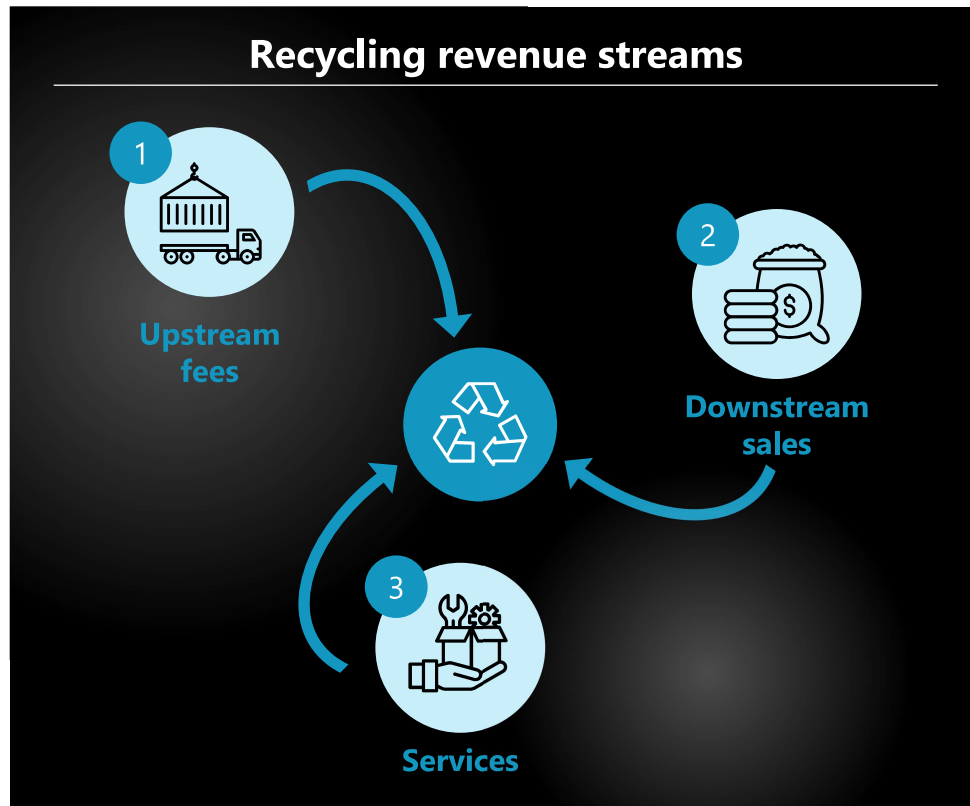 Recycling revenue streams
1
Upstream
fees
2
$
Downstream
sales
3
Services